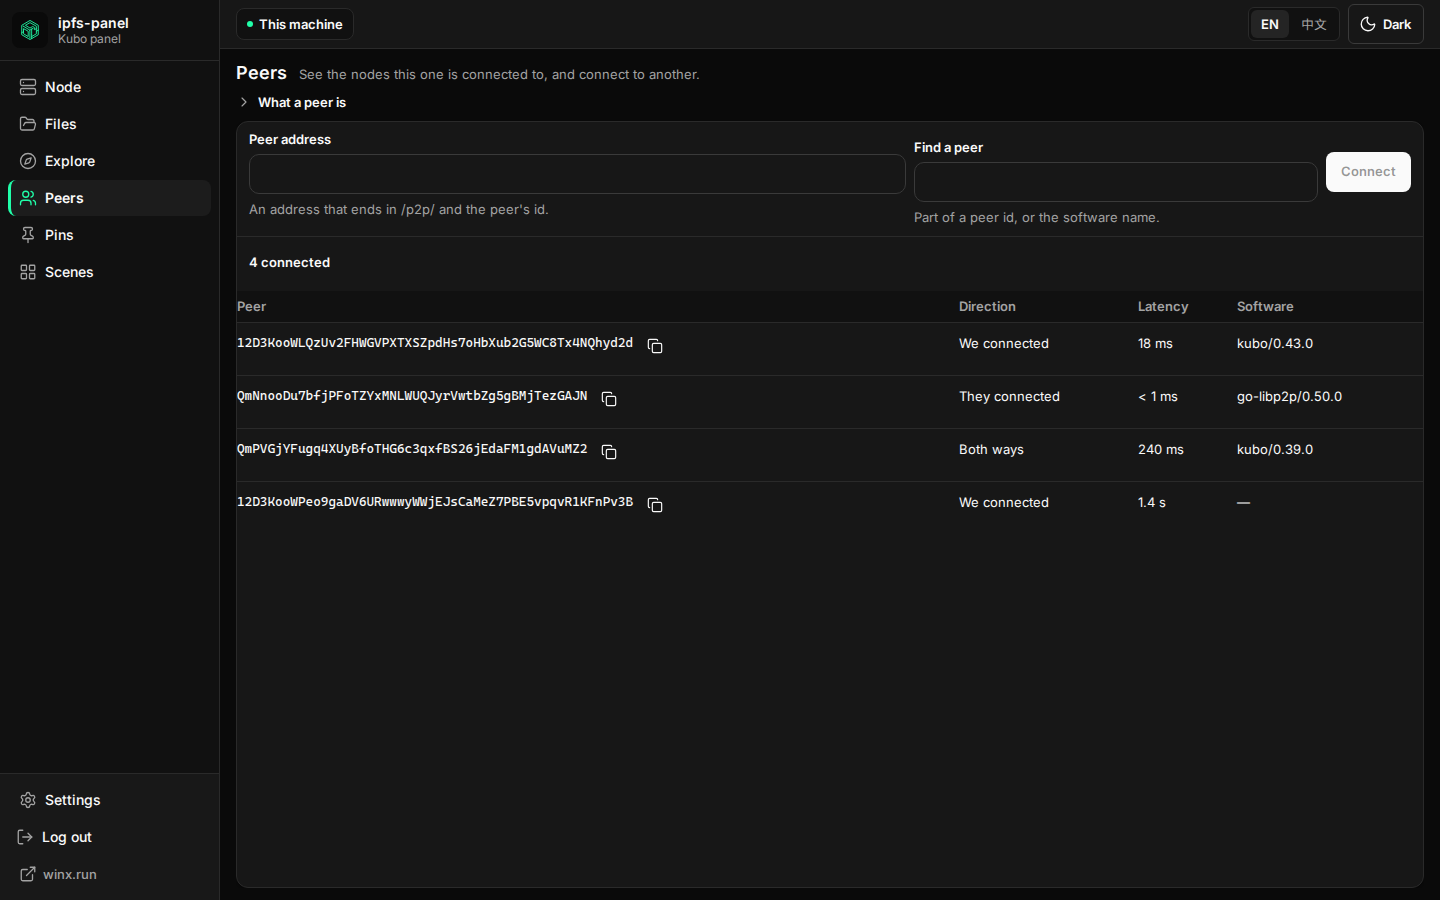 ipfs-panel
Kubo panel
Node
Files
Explore
Peers
Pins
Scenes
Settings
Log out
winx.run
This machine
EN 中文 Dark
Peers See the nodes this one is connected to, and connect to another.
What a peer is
Peer address
An address that ends in /p2p/ and the peer's id.
Find a peer
Part of a peer id, or the software name.
Connect
4 connected
Peer Direction Latency Software
12D3KooWLQzUv2FHWGVPXTXSZpdHs7oHbXub2G5WC8Tx4NQhyd2d We connected 18 ms kubo/0.43.0
QmNnooDu7bfjPFoTZYxMNLWUQJyrVwtbZg5gBMjTezGAJN They connected < 1 ms go-libp2p/0.50.0
QmPVGjYFugq4XUyBfoTHG6c3qxfBS26jEdaFM1gdAVuMZ2 Both ways 240 ms kubo/0.39.0
12D3KooWPeo9gaDV6URwwwyWWjEJsCaMeZ7PBE5vpqvR1KFnPv3B We connected 1.4 s —